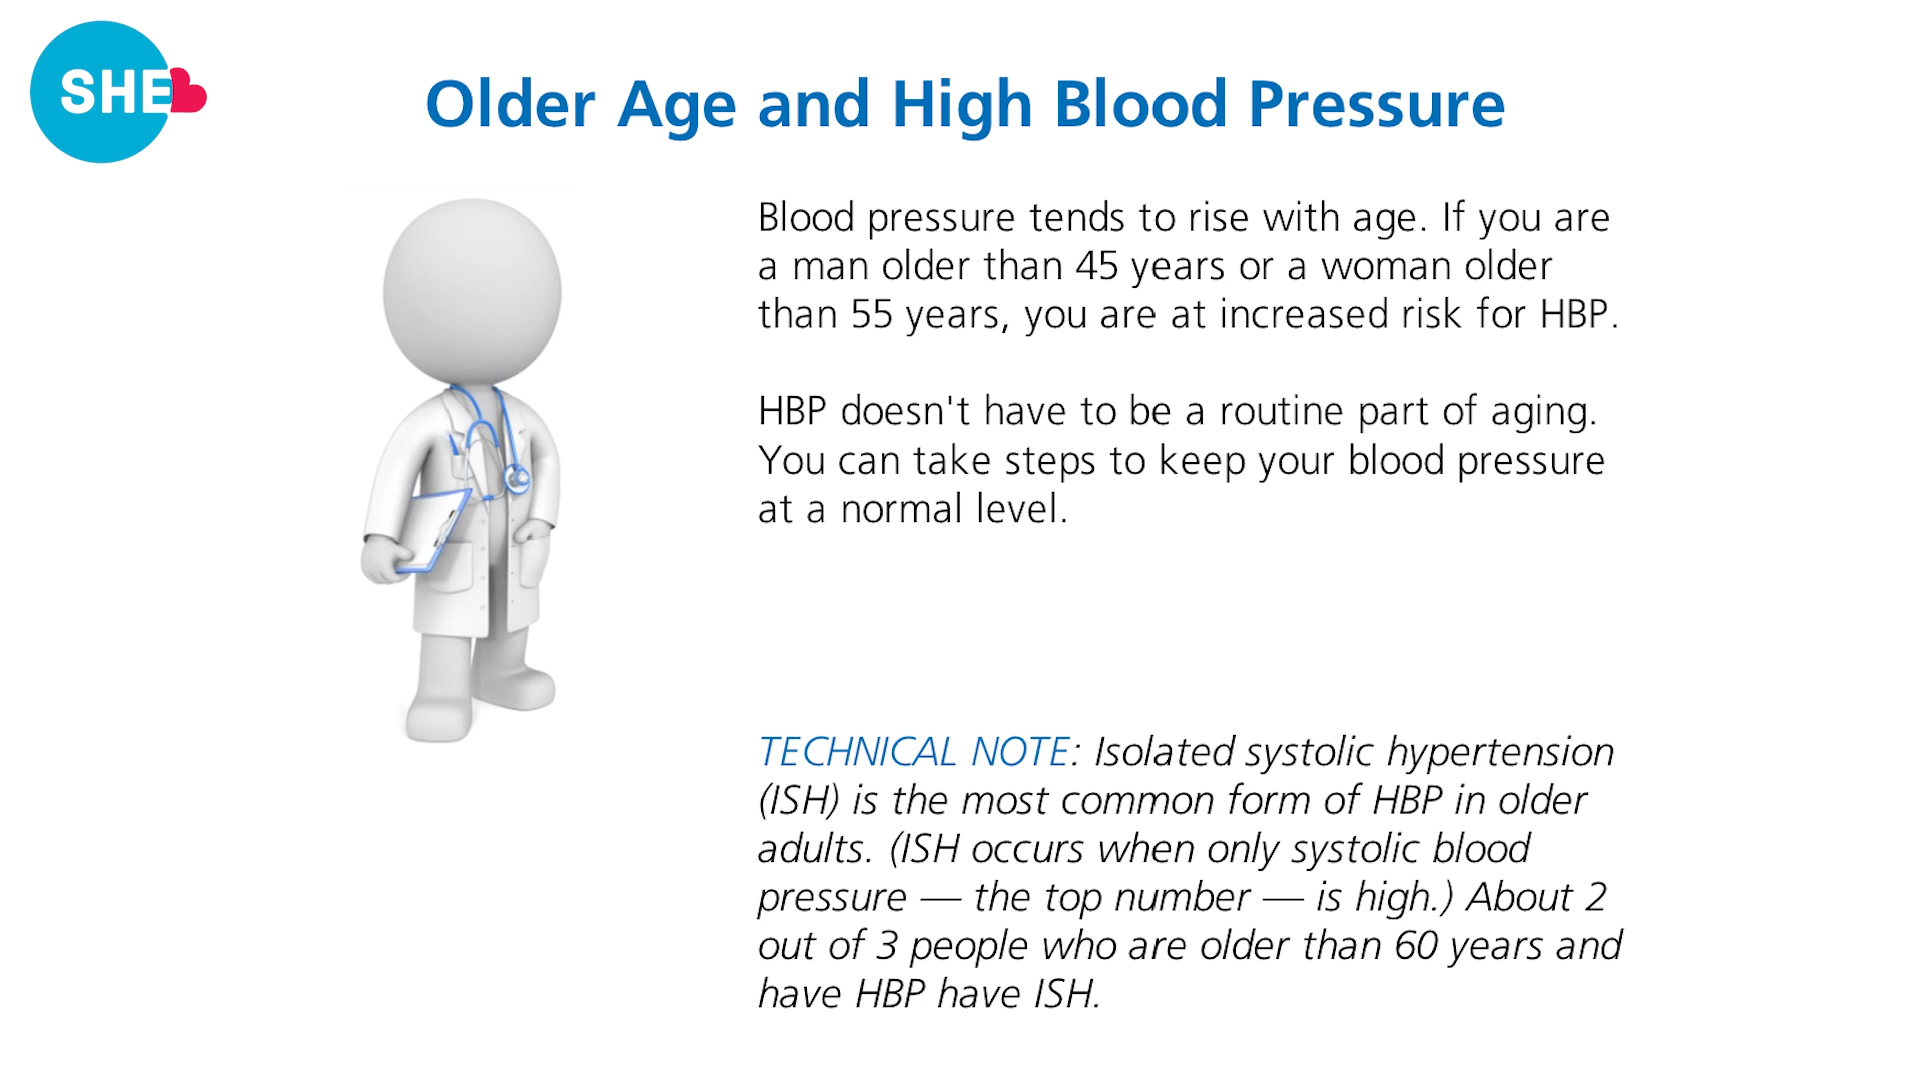 SHE
Older Age and High Blood Pressure
Blood pressure tends to rise with age. If you are
a man older than 45 years or a woman older
than 55 years, you are at increased risk for HBP.
HBP doesn't have to be a routine part of aging.
You can take steps to keep your blood pressure
at a normal level.
TECHNICAL NOTE: Isolated systolic hypertension
(ISH) is the most common form of HBP in older
adults. (ISH occurs when only systolic blood
pressure — the top number — is high.) About 2
out of 3 people who are older than 60 years and
have HBP have ISH.